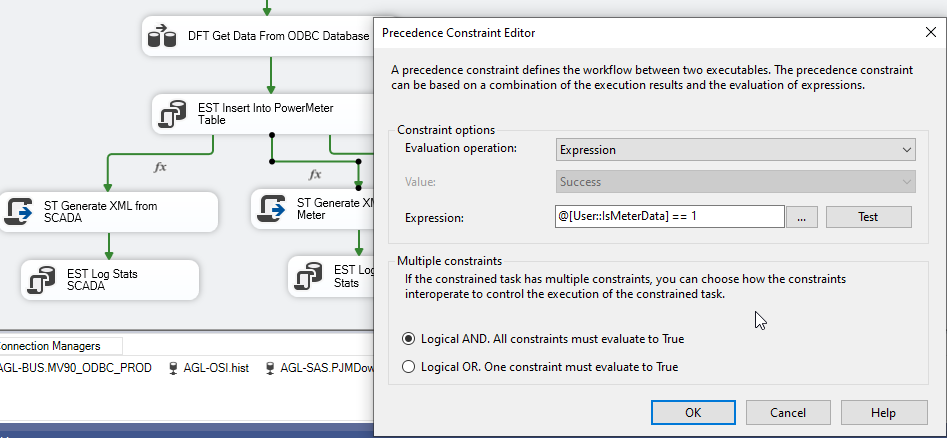 DFT Get Data From ODBC Database
EST Insert Into PowerMeter
Table
fx
fx
ST Generate XML from
SCADA
ST Generate XM
Meter
EST Log Stats
SCADA
EST Log
Stats
onnection Managers
AGL-BUS.MV90_ODBC_PROD
AGL-OSI.hist
AGL-SAS.PJMDow
Precedence Constraint Editor
A precedence constraint defines the workflow between two executables. The precedence constraint
can be based on a combination of the execution results and the evaluation of expressions.
Constraint options
Evaluation operation:
Expression
Value:
Success
Expression:
@[User::IsMeterData] == 1
...
Test
Multiple constraints
If the constrained task has multiple constraints, you can choose how the constraints
interoperate to control the execution of the constrained task.
Logical AND. All constraints must evaluate to True
Logical OR. One constraint must evaluate to True
OK
Cancel
Help